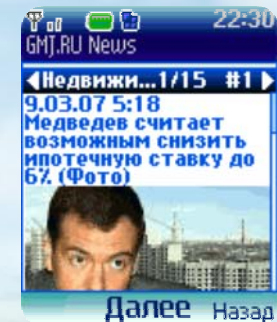 22:30
GMJ.RU News
Недвижи...1/15 #1
9.03.07 5:18
Медведев считает
возможным снизить
ипотечную ставку до
6% (Фото)
Далее Назад